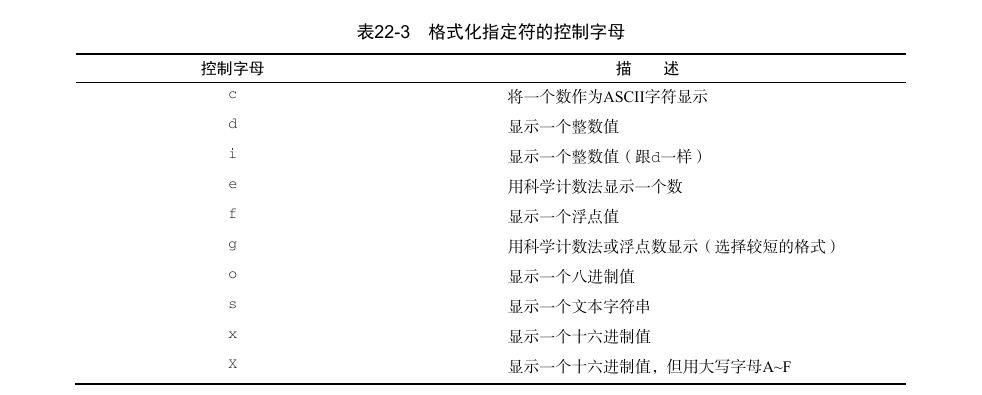 表22-3 格式化指定符的控制字母
控制字母 描 述
c 将一个数作为ASCII字符显示
d 显示一个整数值
i 显示一个整数值（跟d一样）
e 用科学计数法显示一个数
f 显示一个浮点值
g 用科学计数法或浮点数显示（选择较短的格式）
o 显示一个八进制值
s 显示一个文本字符串
x 显示一个十六进制值
X 显示一个十六进制值，但用大写字母A~F